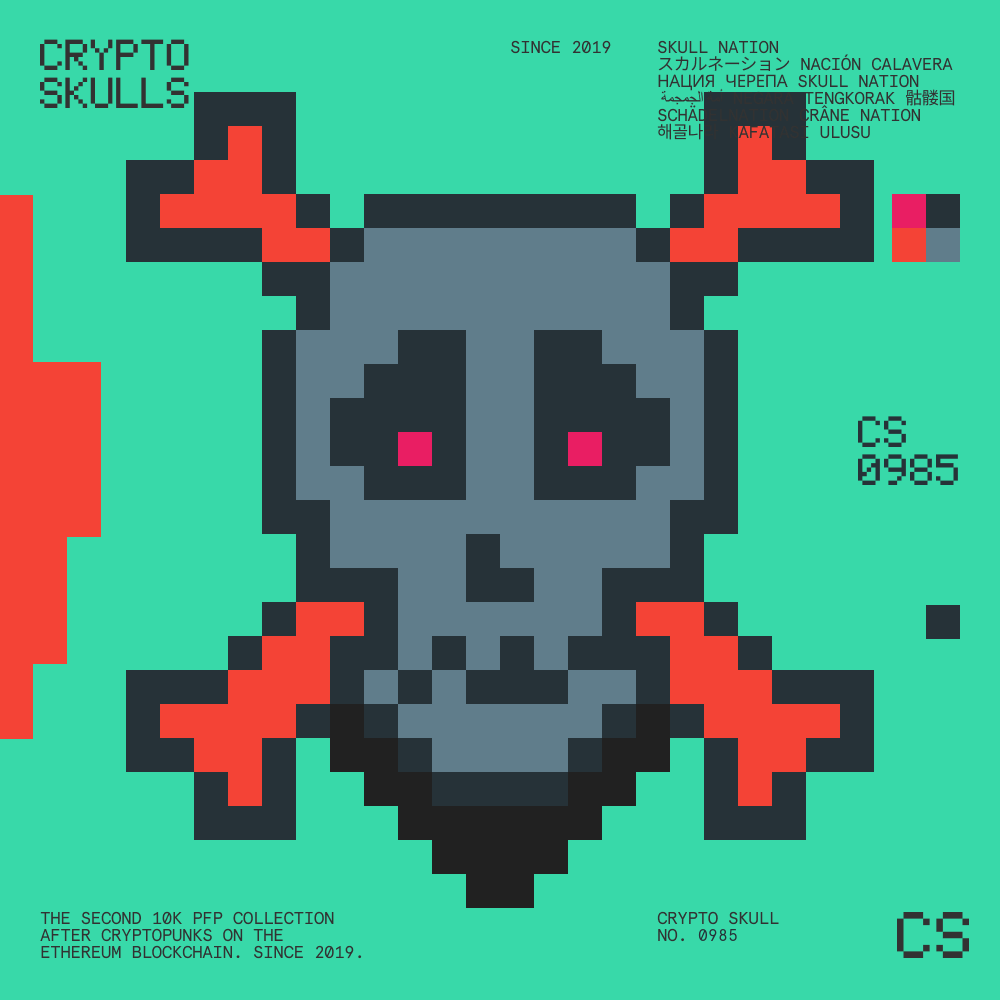 CRYPTO
SKULLS
SINCE 2019
SKULL NATION
スカルネーション NACIÓN CALAVERA
НАЦИЯ ЧЕРЕПА SKULL NATION
الجمجمة TENGKORAK 骷髅国
CRÂNE NATION
해골 ULUSU
CS
0985
THE SECOND 10K PFP COLLECTION
AFTER CRYPTOPUNKS ON THE
ETHEREUM BLOCKCHAIN. SINCE 2019.
CRYPTO SKULL
NO. 0985
CS